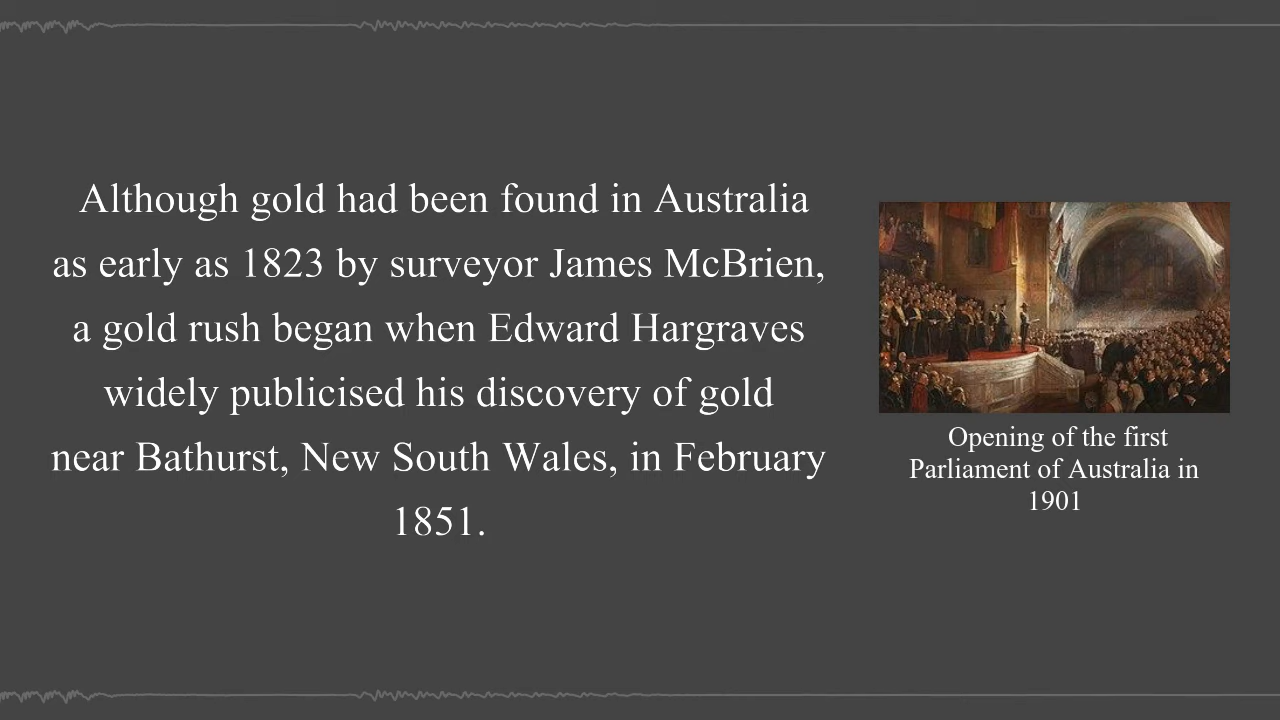 Although gold had been found in Australia
as early as 1823 by surveyor James McBrien,
a gold rush began when Edward Hargraves
widely publicised his discovery of gold
near Bathurst, New South Wales, in February
1851.
Opening of the first
Parliament of Australia in
1901